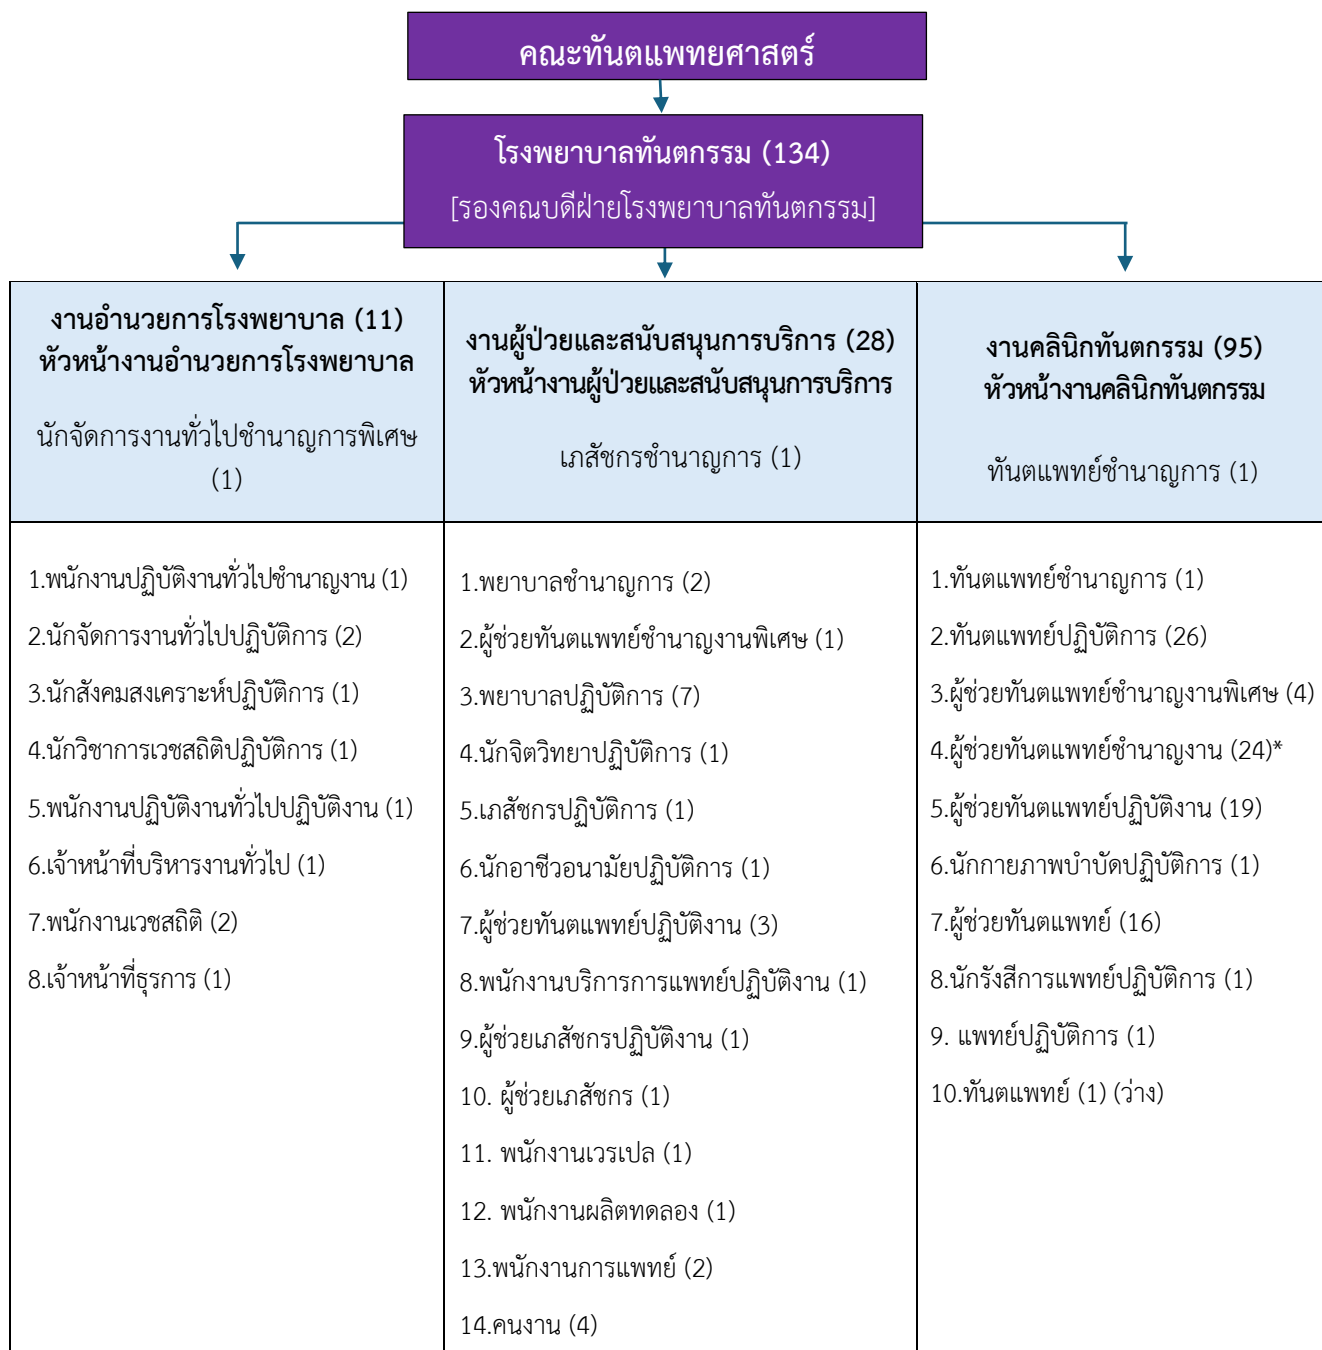 คณะทันตแพทยศาสตร์
โรงพยาบาลทันตกรรม (134)
[รองคณบดีฝ่ายโรงพยาบาลทันตกรรม]
งานอำนวยการโรงพยาบาล (11)
หัวหน้างานอำนวยการโรงพยาบาล
นักจัดการงานทั่วไปชำนาญการพิเศษ
(1)
1.พนักงานปฏิบัติงานทั่วไปชำนาญงาน (1)
2.นักจัดการงานทั่วไปปฏิบัติการ (2)
3.นักสังคมสงเคราะห์ปฏิบัติการ (1)
4.นักวิชาการเวชสถิติปฏิบัติการ (1)
5.พนักงานปฏิบัติงานทั่วไปปฏิบัติงาน (1)
6.เจ้าหน้าที่บริหารงานทั่วไป (1)
7.พนักงานเวชสถิติ (2)
8.เจ้าหน้าที่ธุรการ (1)
งานผู้ป่วยและสนับสนุนการบริการ (28)
หัวหน้างานผู้ป่วยและสนับสนุนการบริการ
เภสัชกรชำนาญการ (1)
1.พยาบาลชำนาญการ (2)
2.ผู้ช่วยทันตแพทย์ชำนาญงานพิเศษ (1)
3.พยาบาลปฏิบัติการ (7)
4.นักจิตวิทยาปฏิบัติการ (1)
5.เภสัชกรปฏิบัติการ (1)
6.นักอาชีวอนามัยปฏิบัติการ (1)
7.ผู้ช่วยทันตแพทย์ปฏิบัติงาน (3)
8.พนักงานบริการการแพทย์ปฏิบัติงาน (1)
9.ผู้ช่วยเภสัชกรปฏิบัติงาน (1)
10. ผู้ช่วยเภสัชกร (1)
11. พนักงานเวรเปล (1)
12. พนักงานผลิตทดลอง (1)
13.พนักงานการแพทย์ (2)
14.คนงาน (4)
งานคลินิกทันตกรรม (95)
หัวหน้างานคลินิกทันตกรรม
ทันตแพทย์ชำนาญการ (1)
1.ทันตแพทย์ชำนาญการ (1)
2.ทันตแพทย์ปฏิบัติการ (26)
3.ผู้ช่วยทันตแพทย์ชำนาญงานพิเศษ (4)
4.ผู้ช่วยทันตแพทย์ชำนาญงาน (24)*
5.ผู้ช่วยทันตแพทย์ปฏิบัติงาน (19)
6.นักกายภาพบำบัดปฏิบัติการ (1)
7.ผู้ช่วยทันตแพทย์ (16)
8.นักรังสีการแพทย์ปฏิบัติการ (1)
9. แพทย์ปฏิบัติการ (1)
10.ทันตแพทย์ (1) (ว่าง)